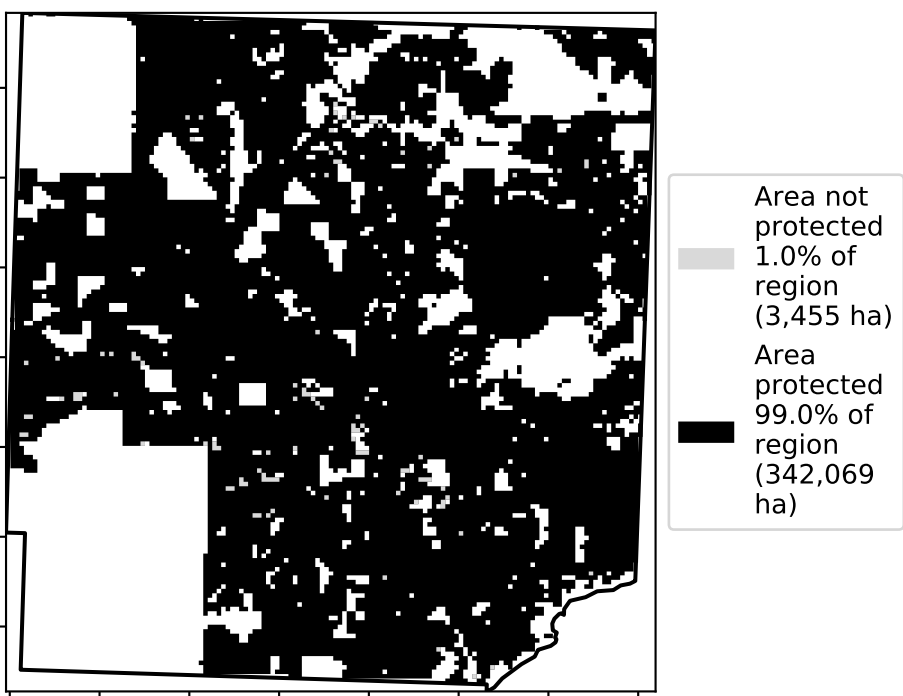 Area not
protected
1.0% of
region
(3,455 ha)
Area
protected
99.0% of
region
(342,069
ha)